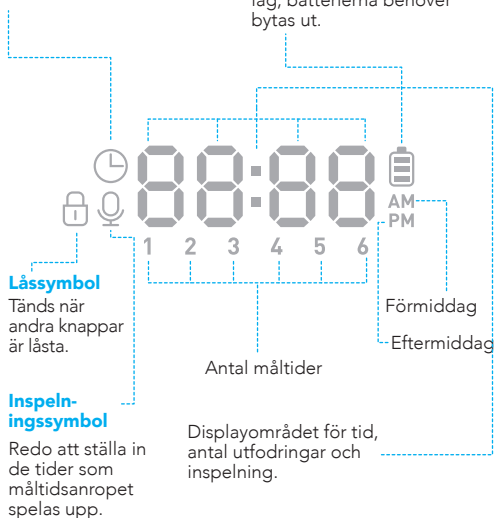 låg, batterierna behöver
bytas ut.
88:88
AM
PM
1 2 3 4 5 6
Låssymbol
Tänds när
andra knappar
är låsta.
Förmiddag
Eftermiddag
Antal måltider
Inspeln-
ingssymbol
Redo att ställa in
de tider som
måltidsanropet
spelas upp.
Displayområdet för tid,
antal utfodringar och
inspelning.